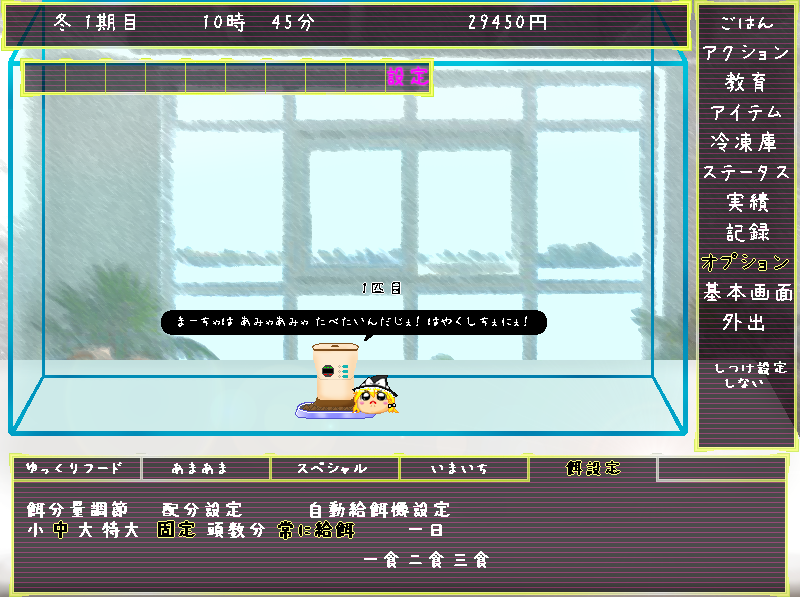 冬 1期目 10時 45分 29450円
設定
1匹目
まーちゃは あみゃあみゃ たべたいんだじぇ! はやくしちぇにぇ!
ごはん
アクション
教育
アイテム
冷凍庫
ステータス
実績
記録
オプション
基本画面
外出
しつけ設定
しない
ゆっくりフード あまあま スペシャル いまいち 餌設定
餌分量調節 配分設定 自動給餌機設定
小 中 大 特大 固定 頭数分 常に給餌 一日
一食 二食 三食